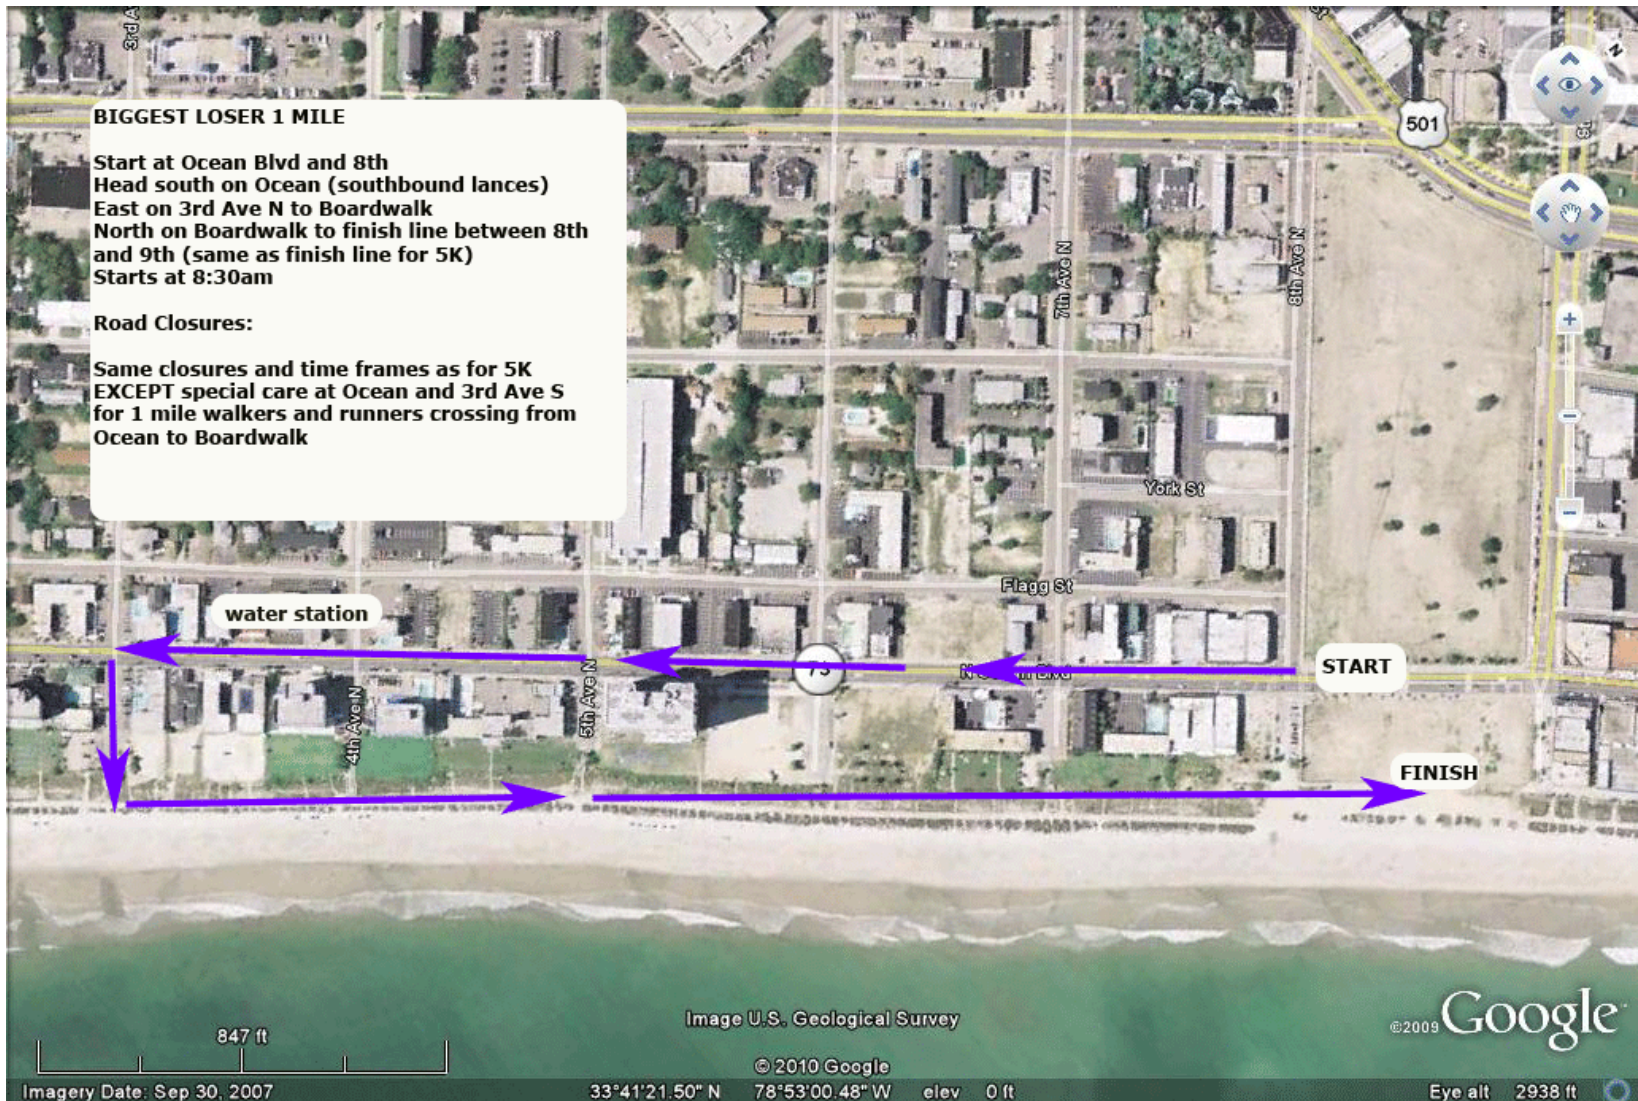 3rd A
St
N
St
501
BIGGEST LOSER 1 MILE
Start at Ocean Blvd and 8th
Head south on Ocean (southbound lances)
East on 3rd Ave N to Boardwalk
North on Boardwalk to finish line between 8th
and 9th (same as finish line for 5K)
Starts at 8:30am
Road Closures:
Same closures and time frames as for 5K
EXCEPT special care at Ocean and 3rd Ave S
for 1 mile walkers and runners crossing from
Ocean to Boardwalk
7th Ave N
8th Ave N
York St
Flagg St
water station
73
Blvd
START
4th Ave N
5th Ave N
FINISH
847 ft
Image U.S. Geological Survey
©2009 Google
© 2010 Google
Imagery Date: Sep 30, 2007 33°41'21.50" N 78°53'00.48" W elev 0 ft Eye alt 2938 ft